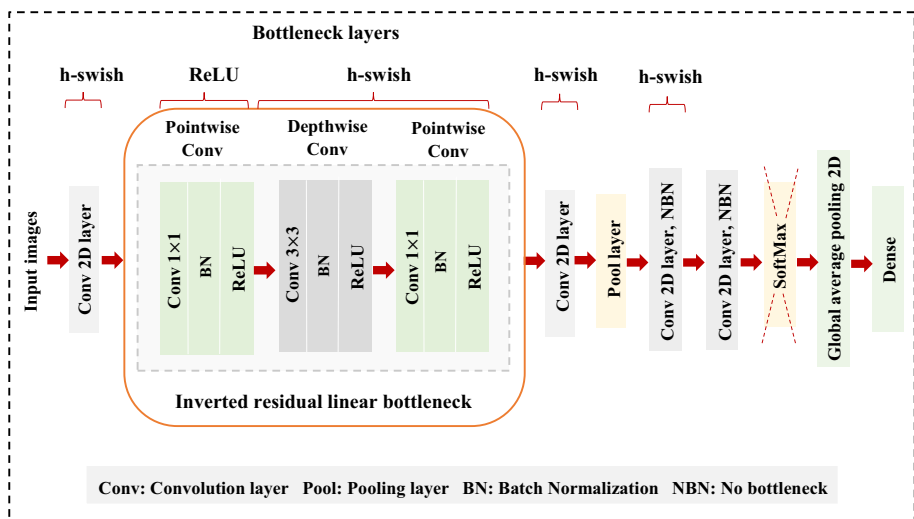 Bottleneck layers
h-swish
ReLU
h-swish
h-swish
h-swish
Pointwise
Conv
Depthwise
Conv
Pointwise
Conv
Input images
Conv 2D layer
Conv 1×1
BN
ReLU
Conv 3×3
BN
ReLU
Conv 1×1
BN
ReLU
Conv 2D layer
Pool layer
Conv 2D layer, NBN
Conv 2D layer, NBN
SoftMax
Global average pooling 2D
Dense
Inverted residual linear bottleneck
Conv: Convolution layer Pool: Pooling layer BN: Batch Normalization NBN: No bottleneck